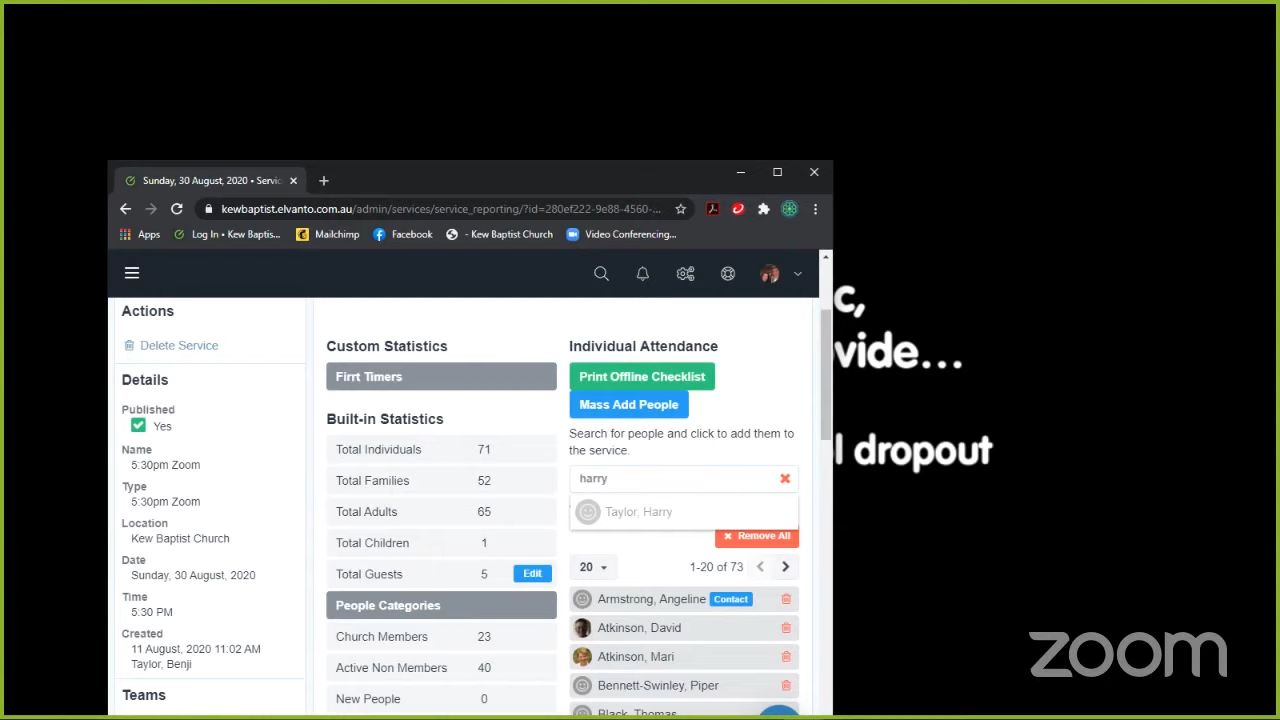 Sunday, 30 August, 2020 • Servic
kewbaptist.elvanto.com.au/admin/services/service_reporting/?id=280ef222-9e88-4560-...
Apps
Log In • Kew Baptis...
Mailchimp
Facebook
- Kew Baptist Church
Video Conferencing...
Actions
Delete Service
Details
Published
Yes
Name
5:30pm Zoom
Type
5:30pm Zoom
Location
Kew Baptist Church
Date
Sunday, 30 August, 2020
Time
5:30 PM
Created
11 August, 2020 11:02 AM
Taylor, Benji
Teams
Custom Statistics
Firrt Timers
Built-in Statistics
Total Individuals 71
Total Families 52
Total Adults 65
Total Children 1
Total Guests 5 Edit
People Categories
Church Members 23
Active Non Members 40
New People 0
Individual Attendance
Print Offline Checklist
Mass Add People
Search for people and click to add them to
the service.
harry
Taylor, Harry
Remove All
20
1-20 of 73
Armstrong, Angeline Contact
Atkinson, David
Atkinson, Mari
Bennett-Swinley, Piper
Black, Thomas
c,
vide...
l dropout
zoom